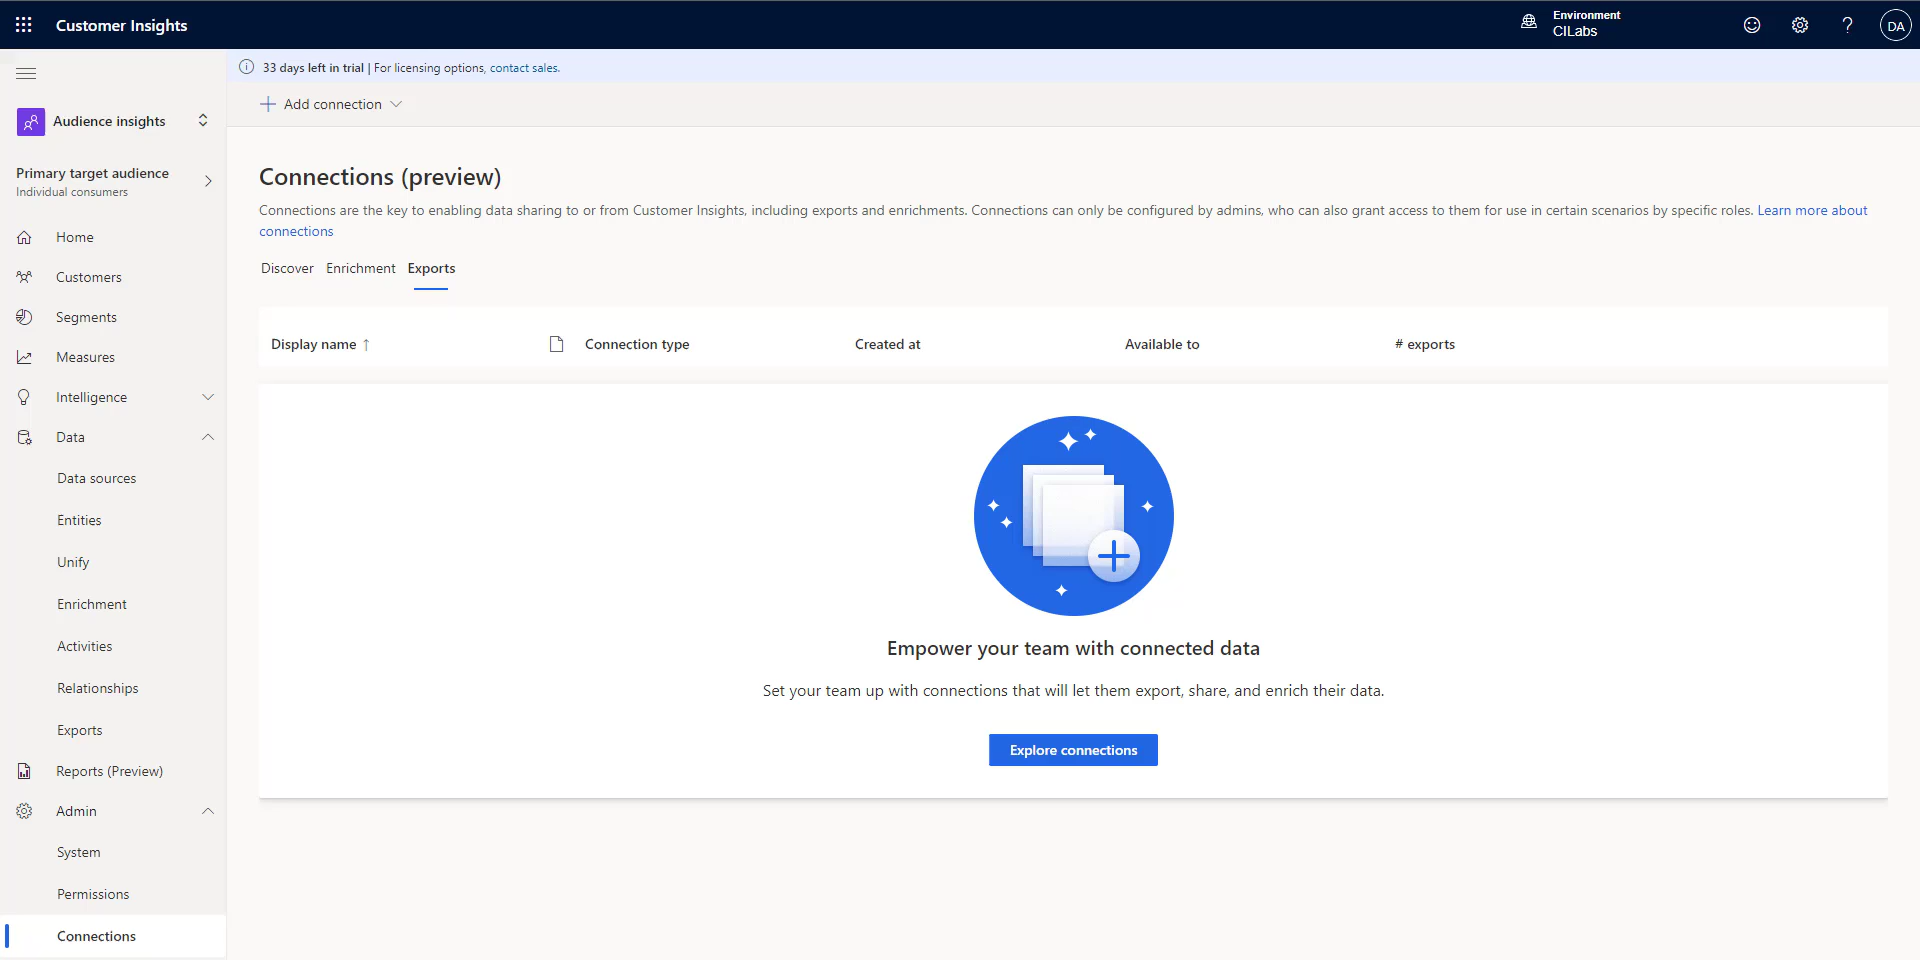 Customer Insights
Environment
CILabs
DA
33 days left in trial | For licensing options, contact sales.
Add connection
Audience insights
Primary target audience
Individual consumers
Home
Customers
Segments
Measures
Intelligence
Data
Data sources
Entities
Unify
Enrichment
Activities
Relationships
Exports
Reports (Preview)
Admin
System
Permissions
Connections
Connections (preview)
Connections are the key to enabling data sharing to or from Customer Insights, including exports and enrichments. Connections can only be configured by admins, who can also grant access to them for use in certain scenarios by specific roles. Learn more about
connections
Discover Enrichment Exports
Display name ↑ Connection type Created at Available to # exports
Empower your team with connected data
Set your team up with connections that will let them export, share, and enrich their data.
Explore connections